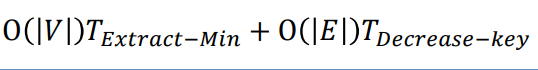 O(|V|)T_{Extract−Min} + O(|E|)T_{Decrease−key}